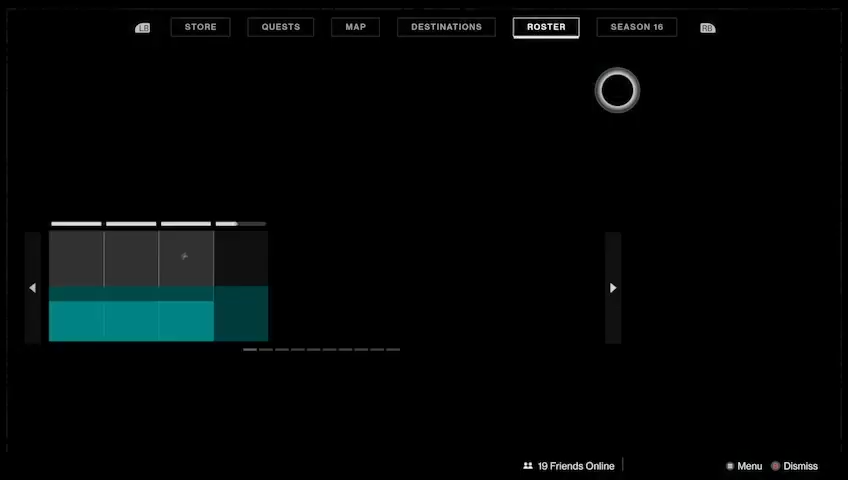 LB STORE QUESTS MAP DESTINATIONS ROSTER SEASON 16 RB
19 Friends Online
Menu Dismiss